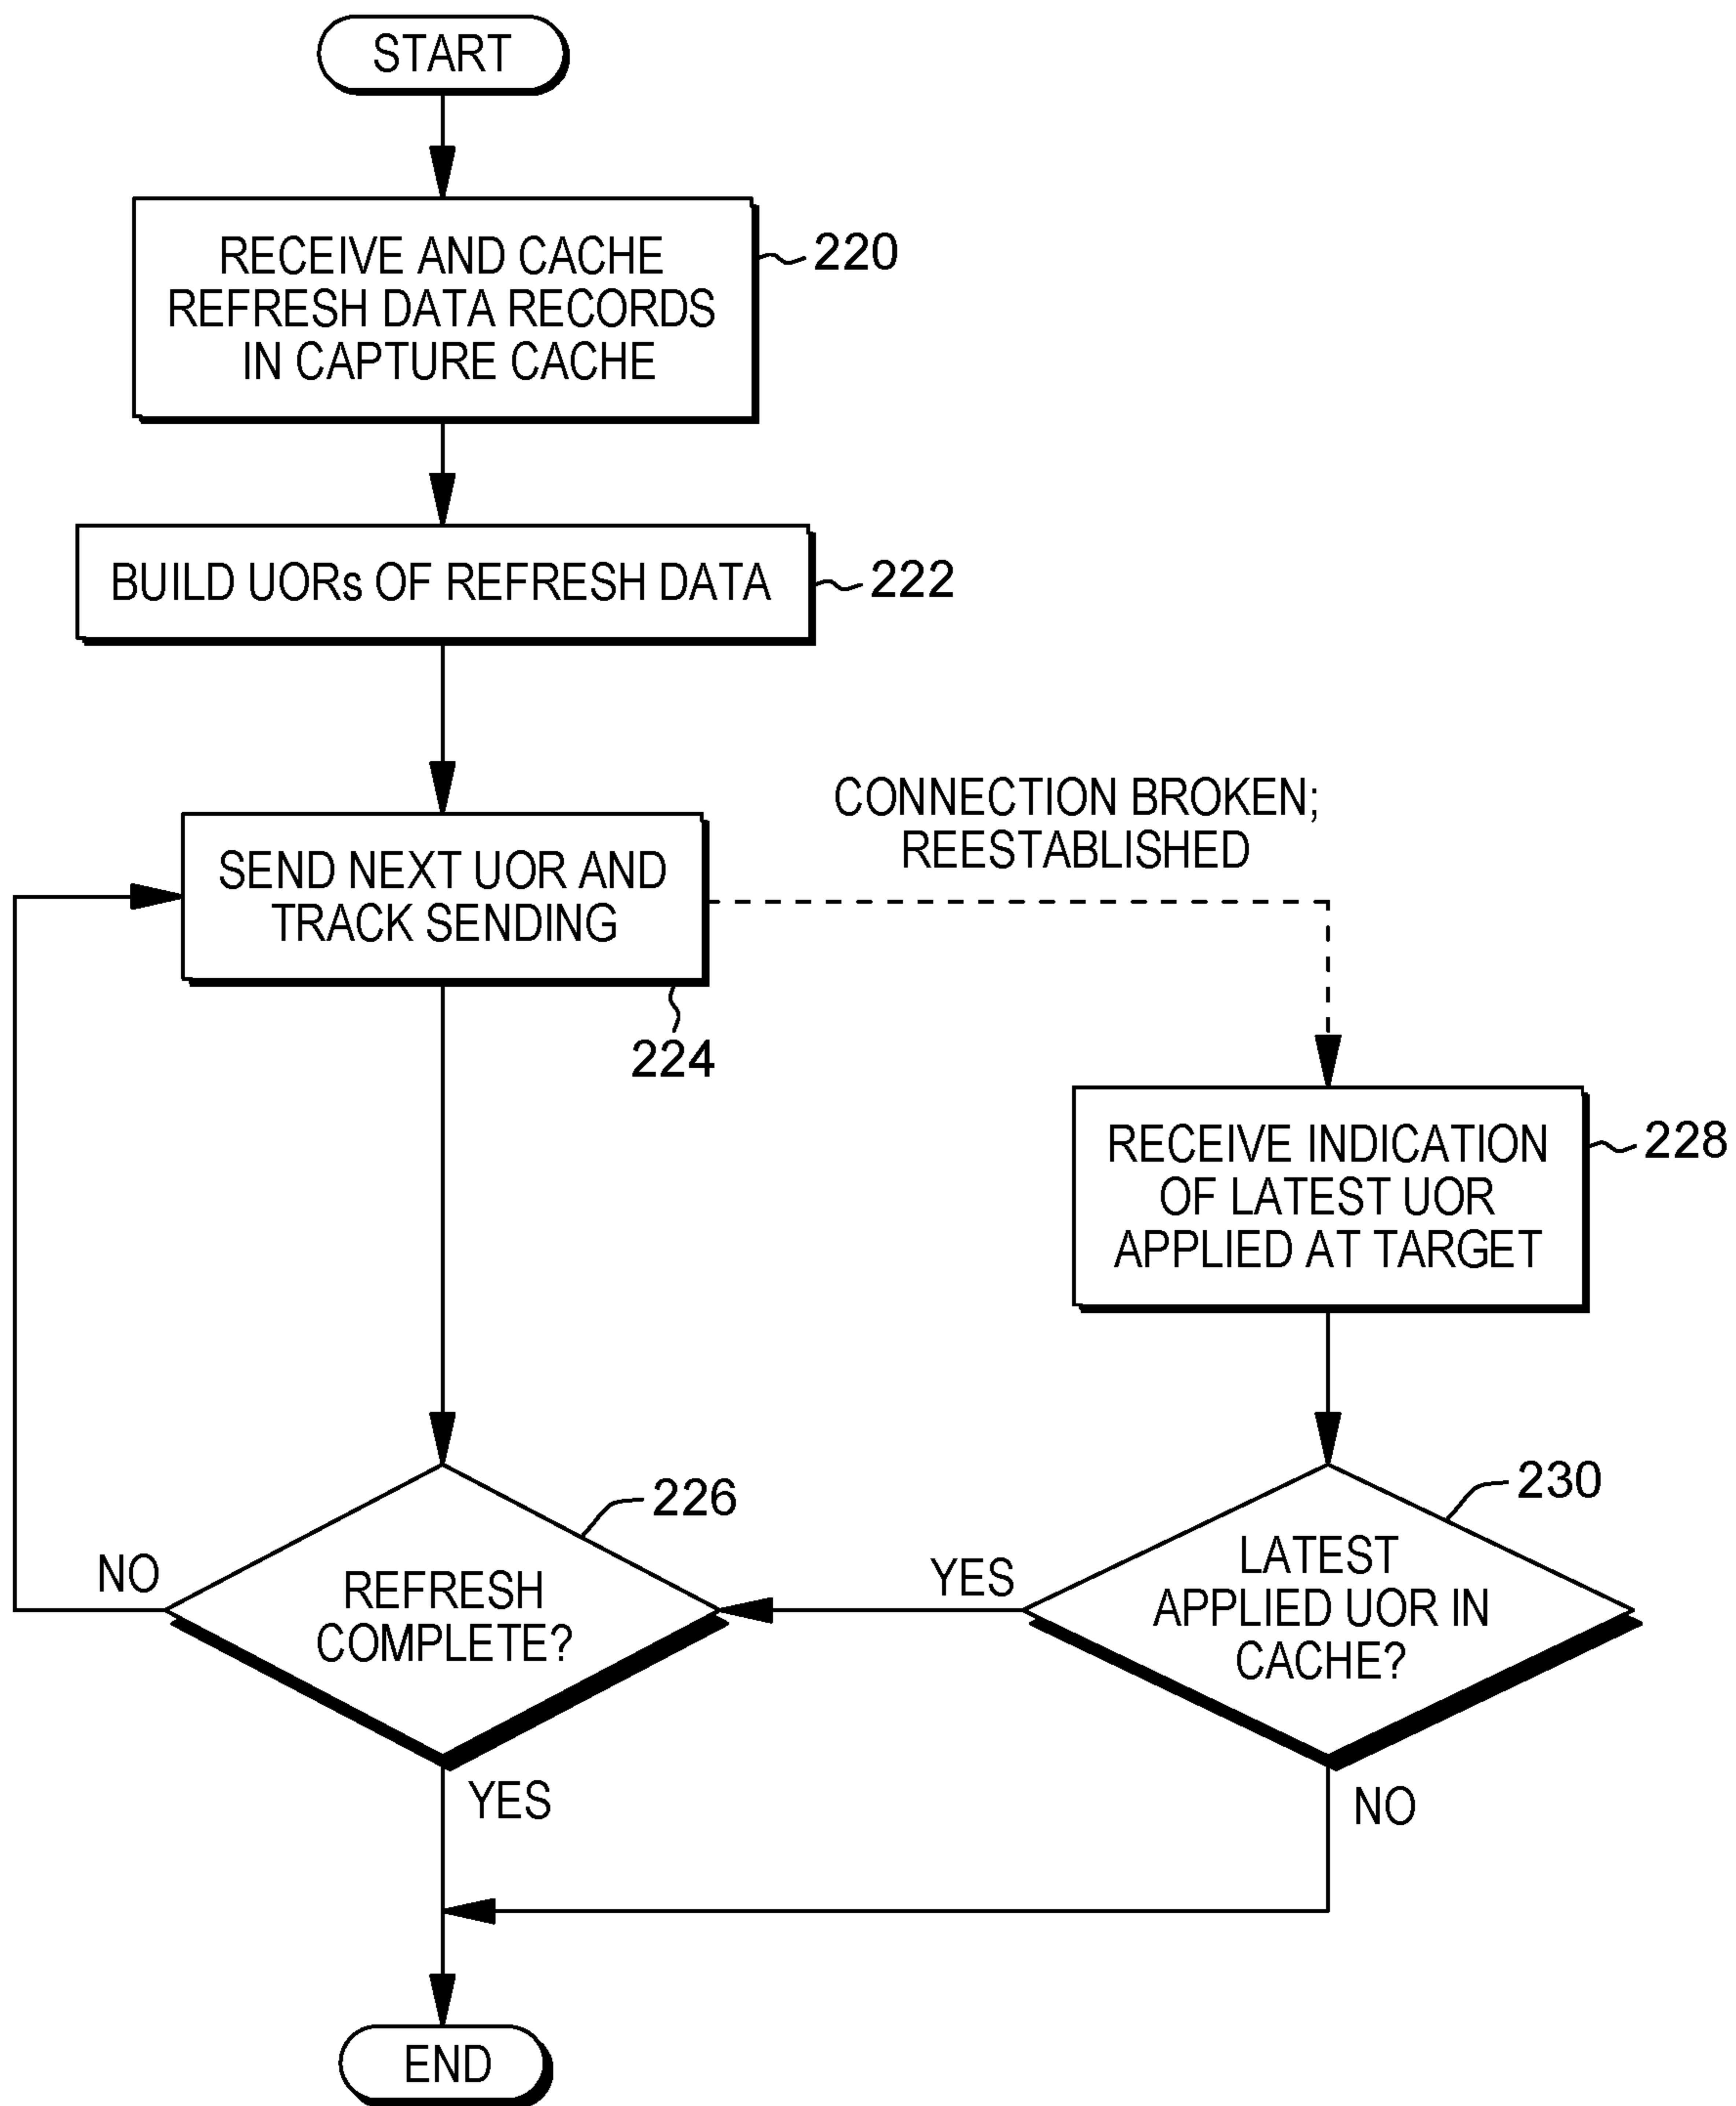 START
RECEIVE AND CACHE
REFRESH DATA RECORDS
IN CAPTURE CACHE
220
BUILD UORs OF REFRESH DATA
222
CONNECTION BROKEN;
REESTABLISHED
SEND NEXT UOR AND
TRACK SENDING
224
RECEIVE INDICATION
OF LATEST UOR
APPLIED AT TARGET
228
226
230
NO
REFRESH
COMPLETE?
YES
LATEST
APPLIED UOR IN
CACHE?
YES
NO
END